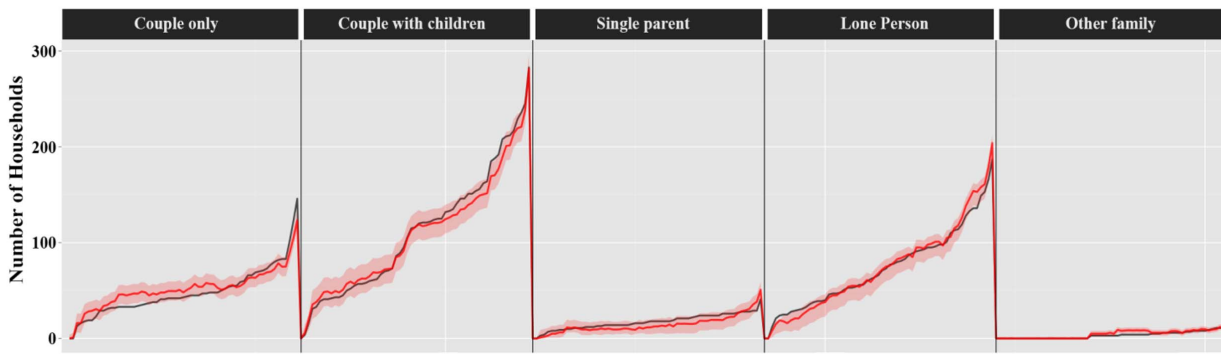 Couple only
Couple with children
Single parent
Lone Person
Other family
Number of Households
300
200
100
0